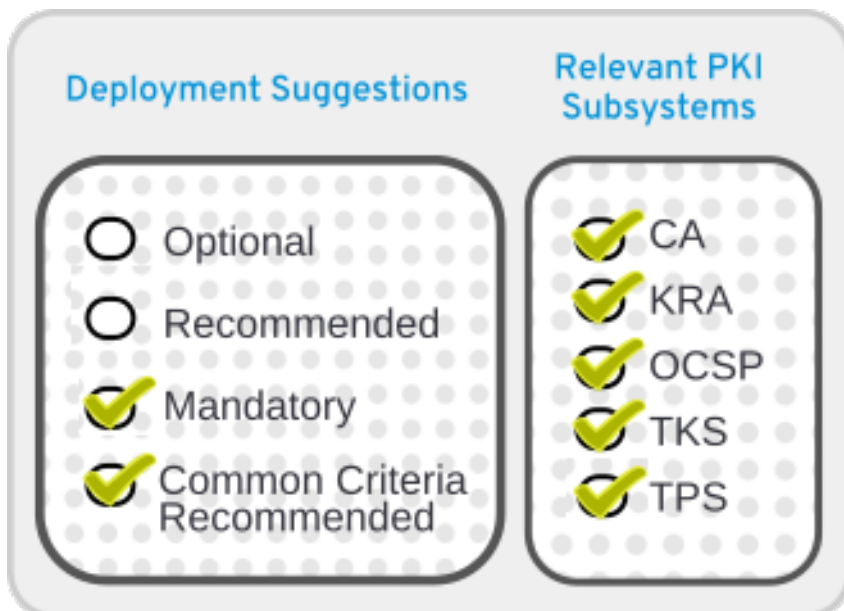 Deployment Suggestions
Optional
Recommended
Mandatory
Common Criteria
Recommended
Relevant PKI
Subsystems
CA
KRA
OCSP
TKS
TPS